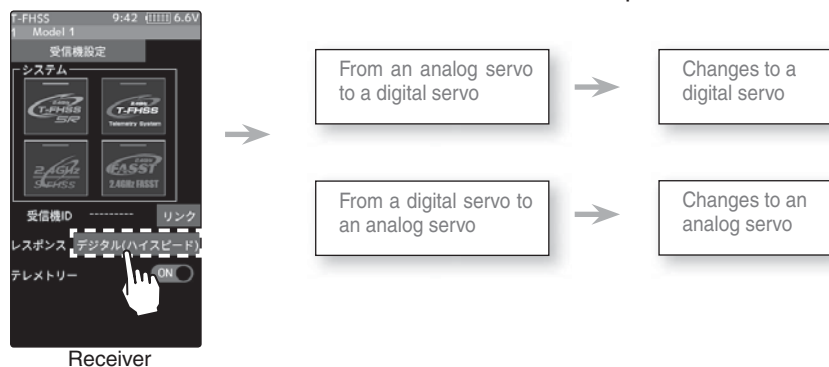 T-FHSS 9:42 6.6V
1 Model 1
受信機設定
システム
2.4GHz
T-FHSS
SR
2.4GHz
T-FHSS
Telemetry System
2.4GHz
S-FHSS
FASST
2.4GHz FASST
受信機ID --------- リンク
レスポンス デジタル(ハイスピード)
テレメトリー ON
Receiver
From an analog servo
to a digital servo
Changes to a
digital servo
From a digital servo to
an analog servo
Changes to an
analog servo